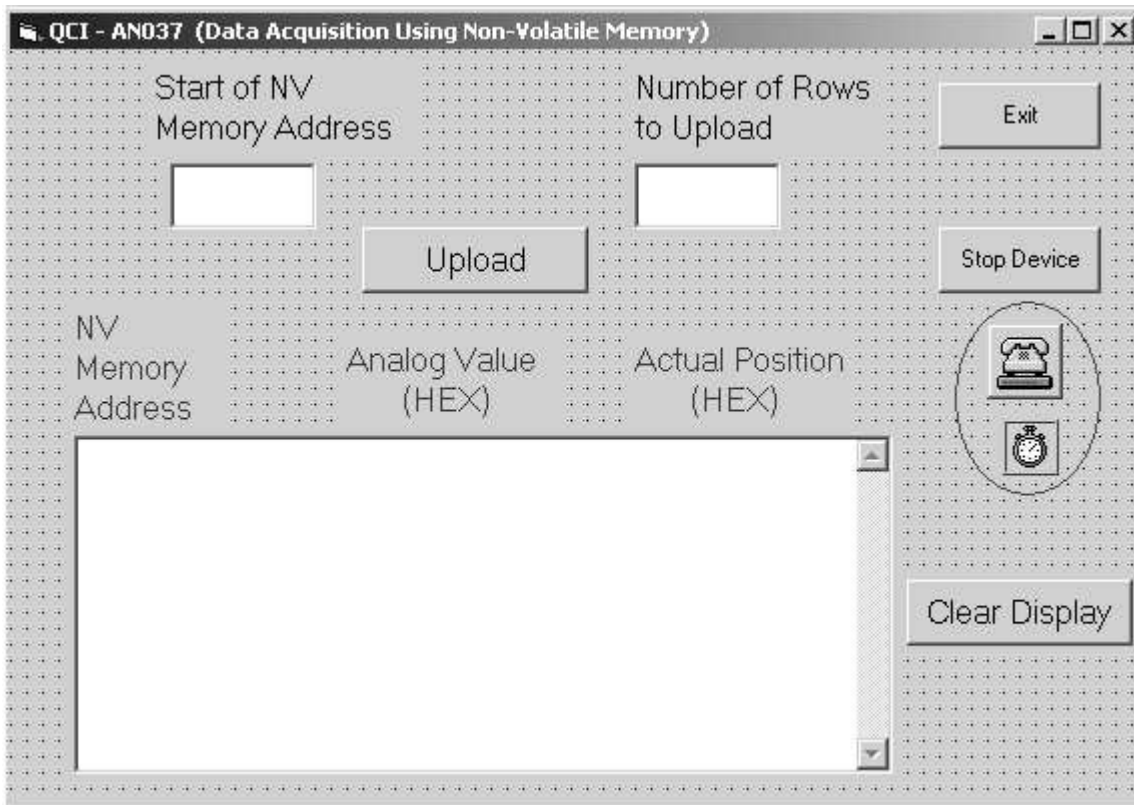 QCI - AN037 (Data Acquisition Using Non-Volatile Memory)
Start of NV
Memory Address
Number of Rows
to Upload
Exit
Upload
Stop Device
NV
Memory
Address
Analog Value
(HEX)
Actual Position
(HEX)
Clear Display